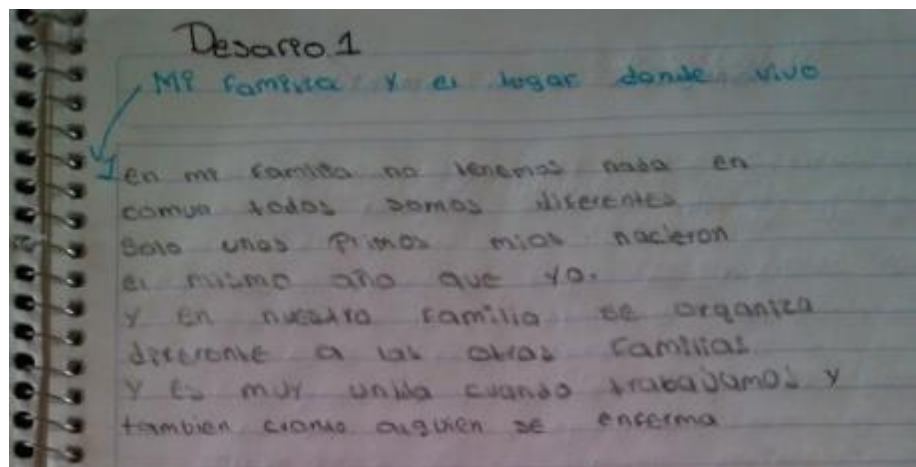 Desarro 1
Mi familia y el lugar donde vivo
1 en mi familia no tenemos nada en
comun todos somos diferentes
Solo unos Primos mios nacieron
el mismo año que yo.
y en nuestra familia se organiza
diferente a las otras familias
y es muy unida cuando trabajamos y
tambien cuando alguien se enferma